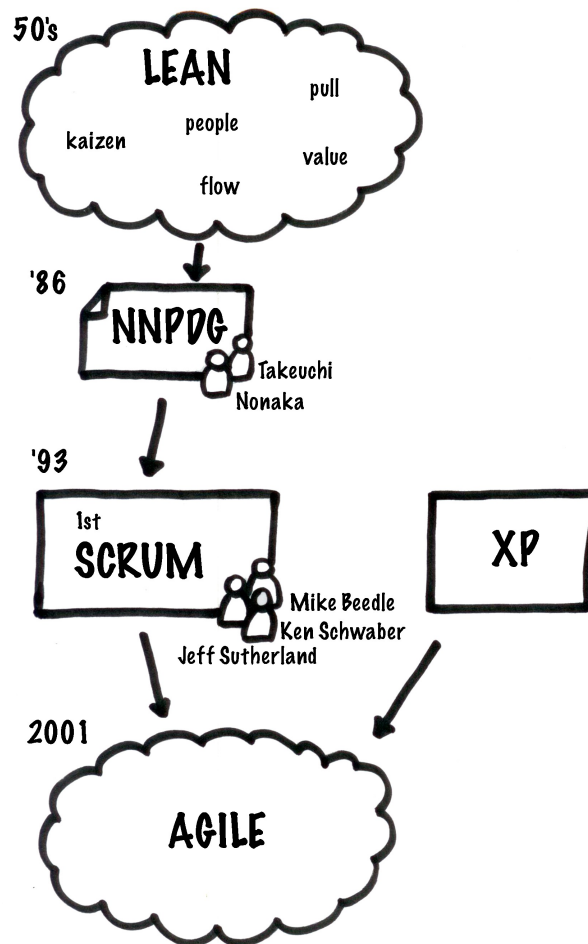 50's
LEAN
pull
people
kaizen
value
flow
'86
NNPDG
Takeuchi
Nonaka
'93
1st
SCRUM
XP
Mike Beedle
Ken Schwaber
Jeff Sutherland
2001
AGILE